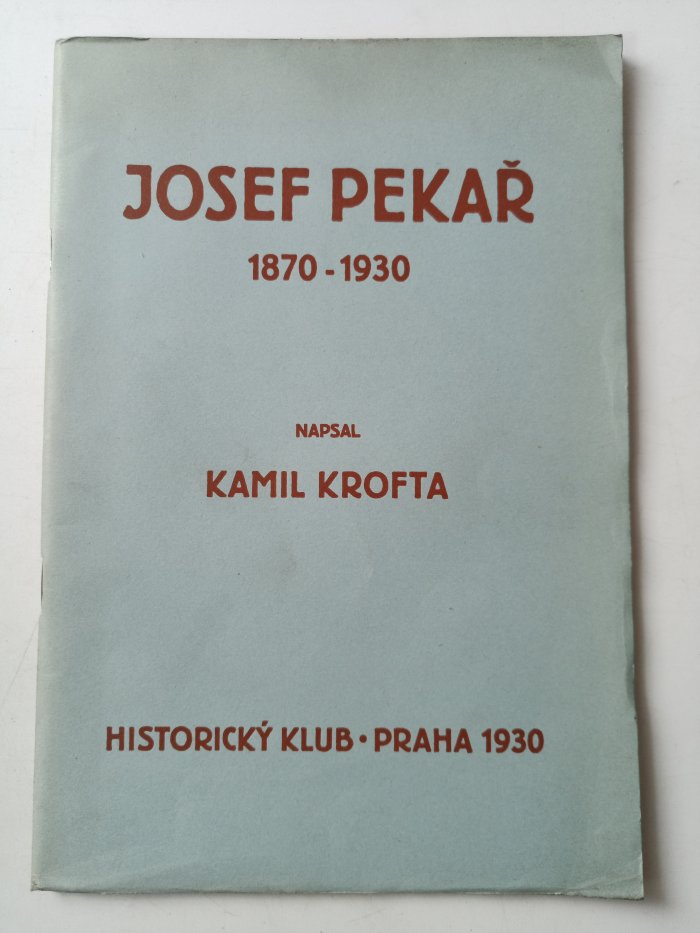 JOSEF PEKAŘ
1870 - 1930
NAPSAL
KAMIL KROFTA
HISTORICKÝ KLUB • PRAHA 1930